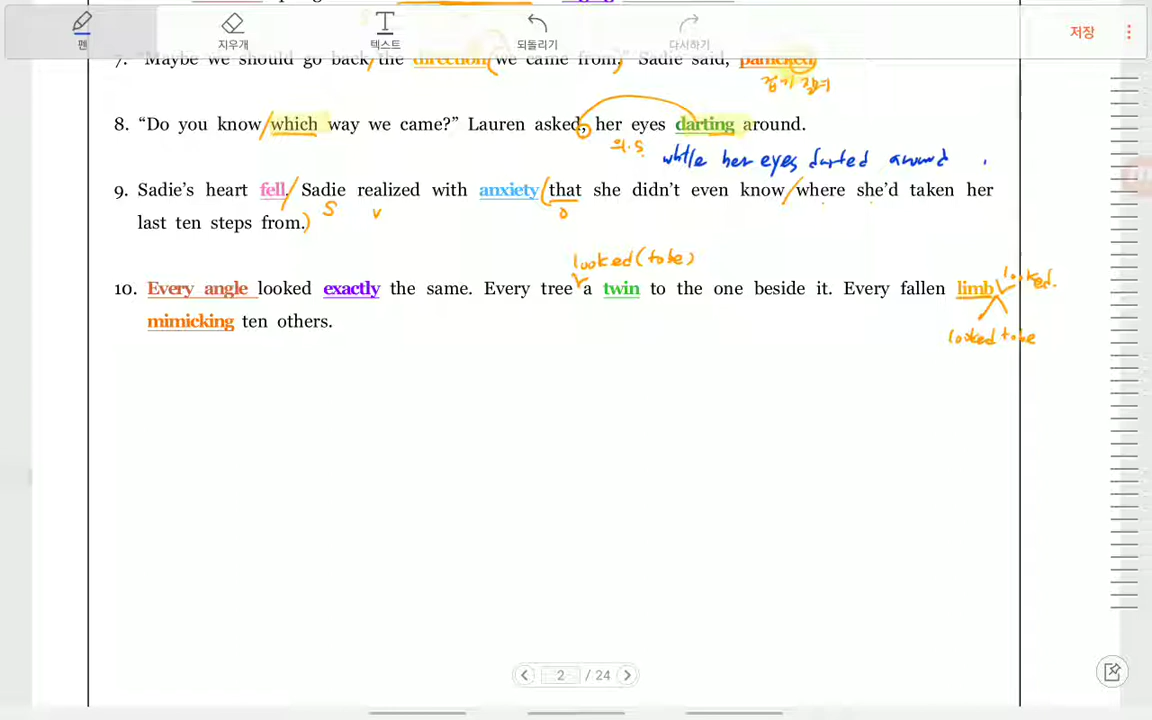 펜 지우개 텍스트 되돌리기 다시하기 저장
7. “Maybe we should go back/ the direction (we came from,” Sadie said, panicked)
겁기 질려
8. “Do you know/which way we came?” Lauren asked, her eyes darting around.
의.S.
while her eyes darted around .
9. Sadie’s heart fell./ Sadie realized with anxiety (that she didn’t even know/where she’d taken her
S V O
last ten steps from.)
looked (to be)
10. Every angle looked exactly the same. Every tree a twin to the one beside it. Every fallen limb looked.
mimicking ten others.
looked to be
2 / 24